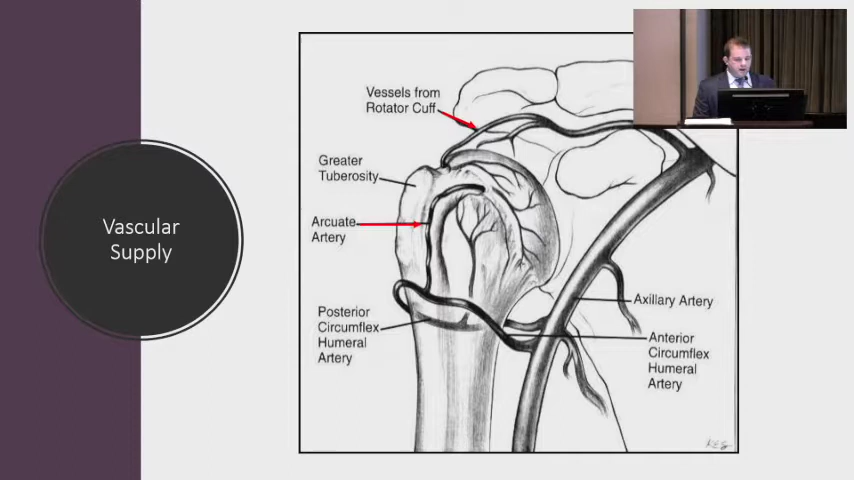 Vascular
Supply
Vessels from
Rotator Cuff
Greater
Tuberosity
Arcuate
Artery
Posterior
Circumflex
Humeral
Artery
Axillary Artery
Anterior
Circumflex
Humeral
Artery